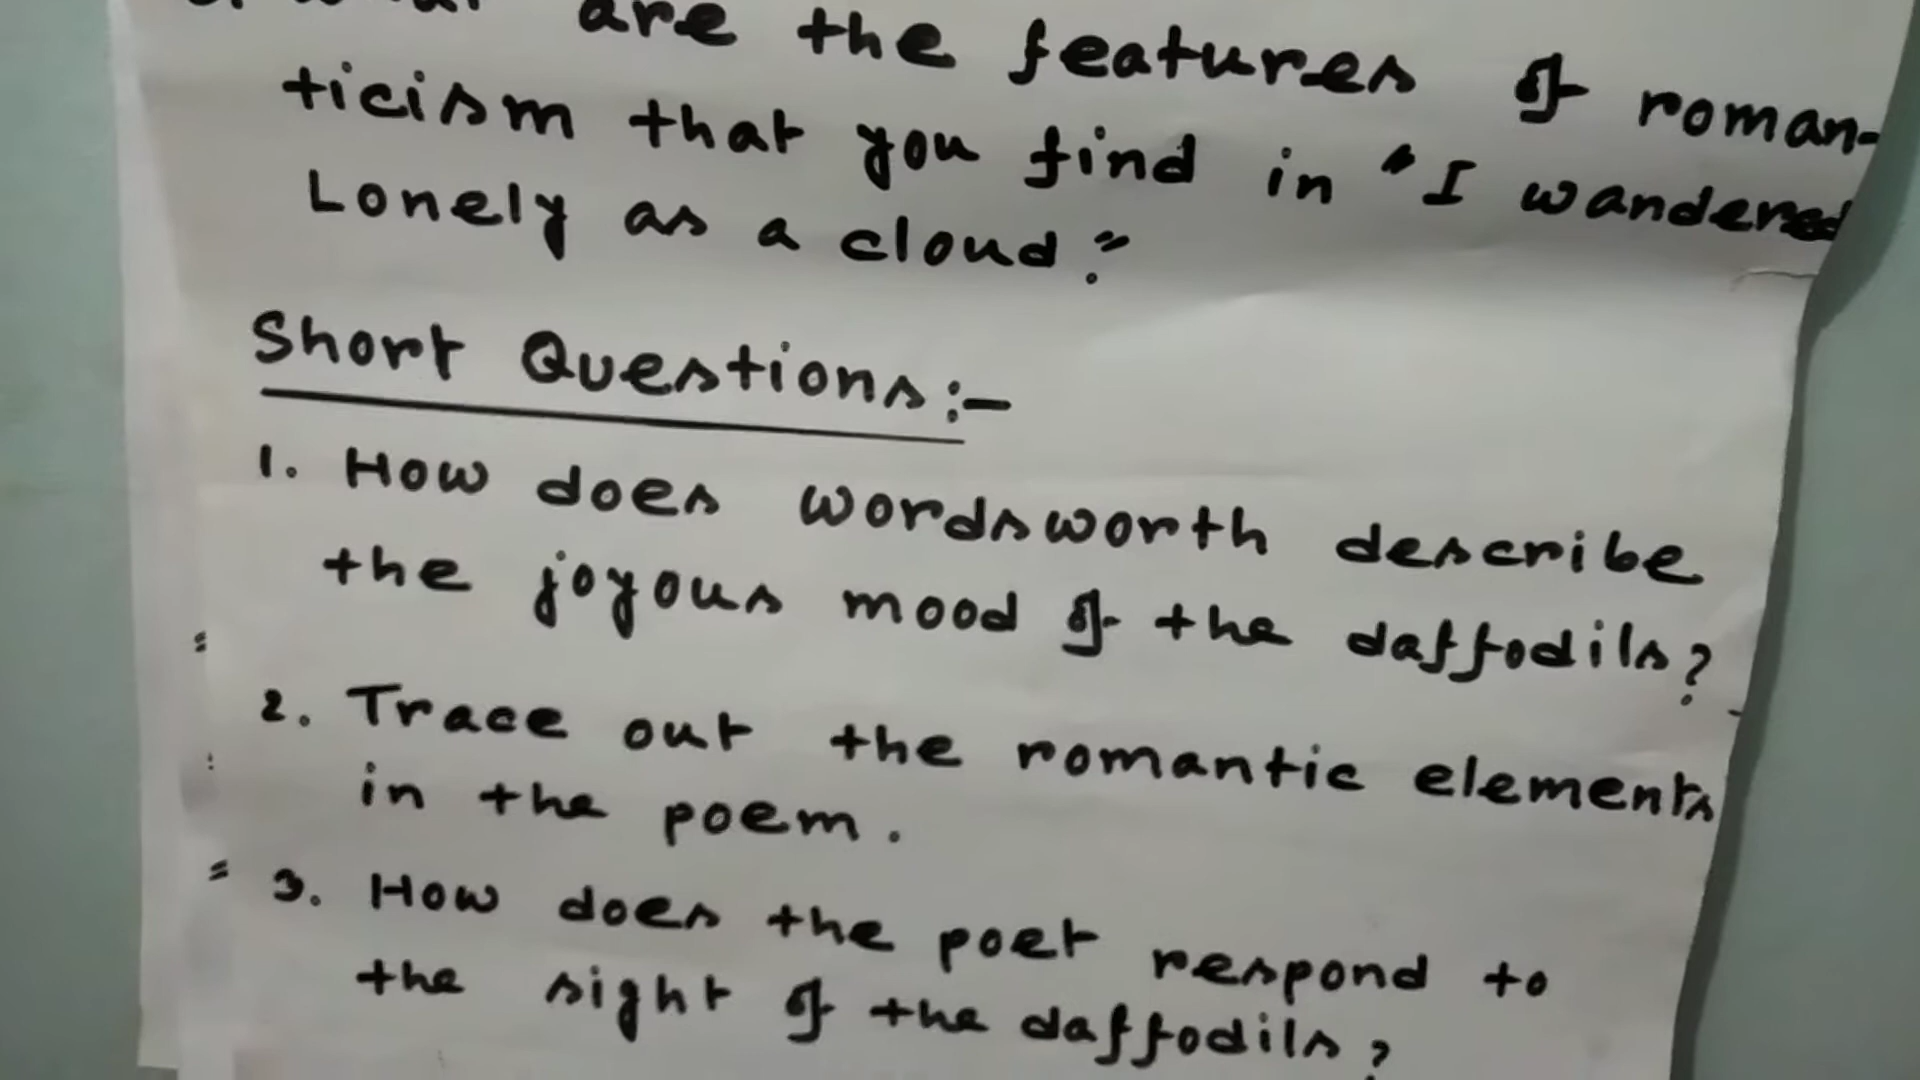 are the features of roman-
ticism that you find in "I wandered
Lonely as a cloud?"
Short Questions:-
1. How does wordsworth describe
the joyous mood of the daffodils?
2. Trace out the romantic elements
in the poem.
3. How does the poet respond to
the sight of the daffodils?